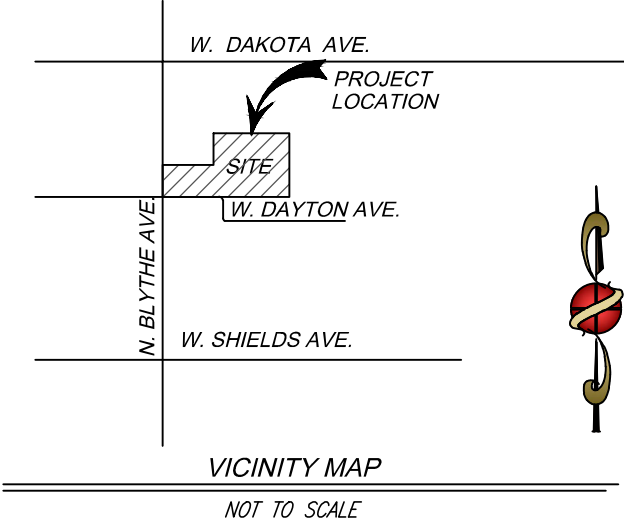 W. DAKOTA AVE.
PROJECT
LOCATION
SITE
W. DAYTON AVE.
N. BLYTHE AVE.
W. SHIELDS AVE.
VICINITY MAP
NOT TO SCALE